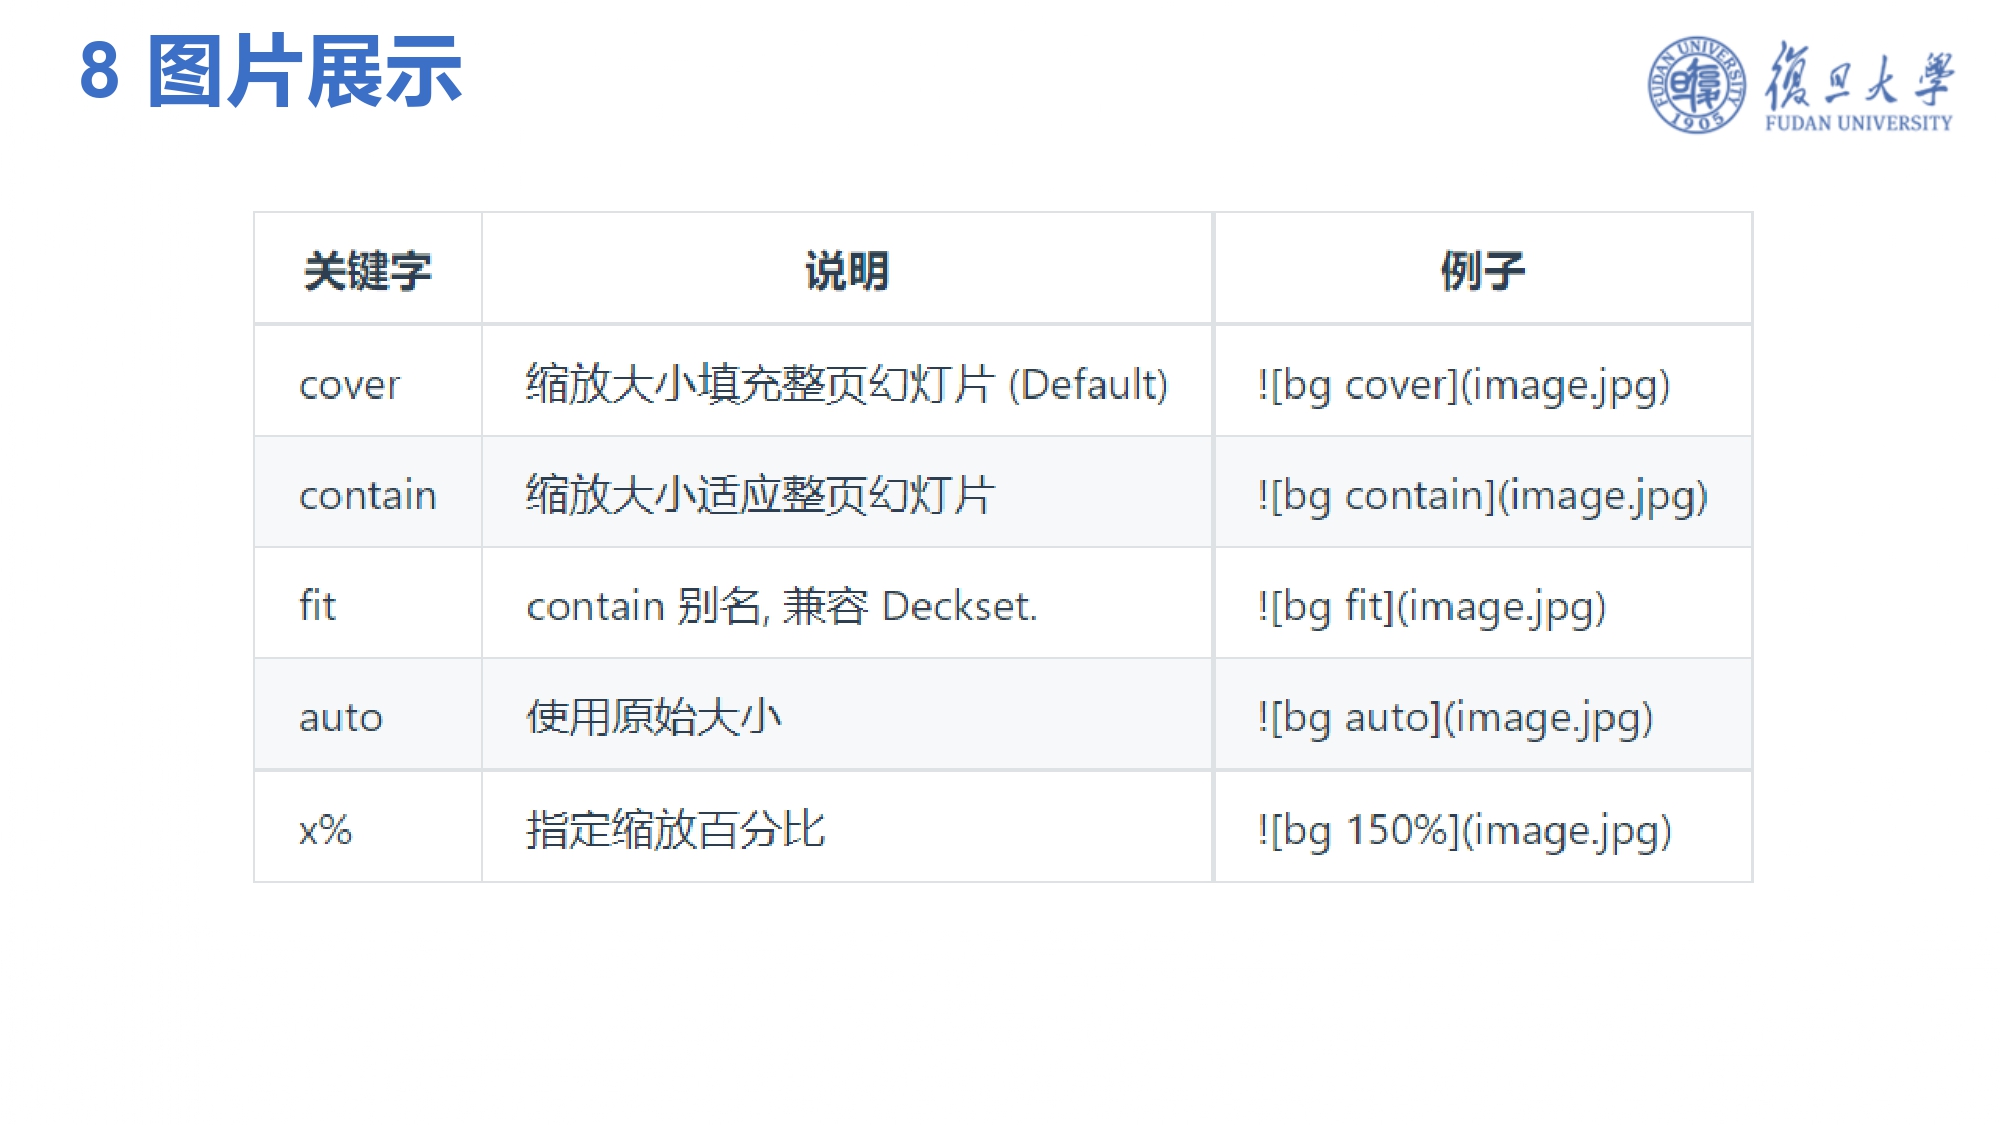 8 图片展示
FUDAN UNIVERSITY
1905
復旦大學
FUDAN UNIVERSITY
关键字 说明 例子
cover 缩放大小填充整页幻灯片 (Default) ![bg cover](image.jpg)
contain 缩放大小适应整页幻灯片 ![bg contain](image.jpg)
fit contain 别名, 兼容 Deckset. ![bg fit](image.jpg)
auto 使用原始大小 ![bg auto](image.jpg)
x% 指定缩放百分比 ![bg 150%](image.jpg)